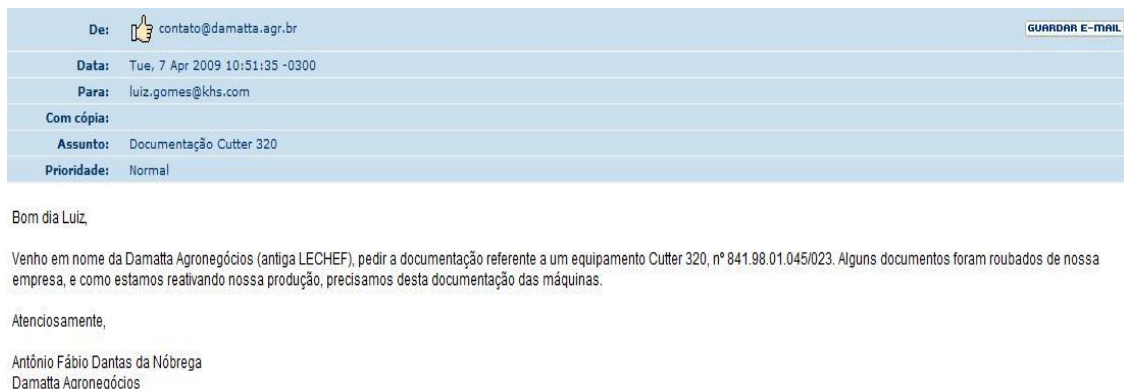 De: contato@damatta.agr.br GUARDAR E-MAIL
Data: Tue, 7 Apr 2009 10:51:35 -0300
Para: luiz.gomes@khs.com
Com cópia:
Assunto: Documentação Cutter 320
Prioridade: Normal
Bom dia Luiz,
Venho em nome da Damatta Agronegócios (antiga LECHEF), pedir a documentação referente a um equipamento Cutter 320, nº 841.98.01.045/023. Alguns documentos foram roubados de nossa
empresa, e como estamos reativando nossa produção, precisamos desta documentação das máquinas.
Atenciosamente,
Antônio Fábio Dantas da Nóbrega
Damatta Agronegócios